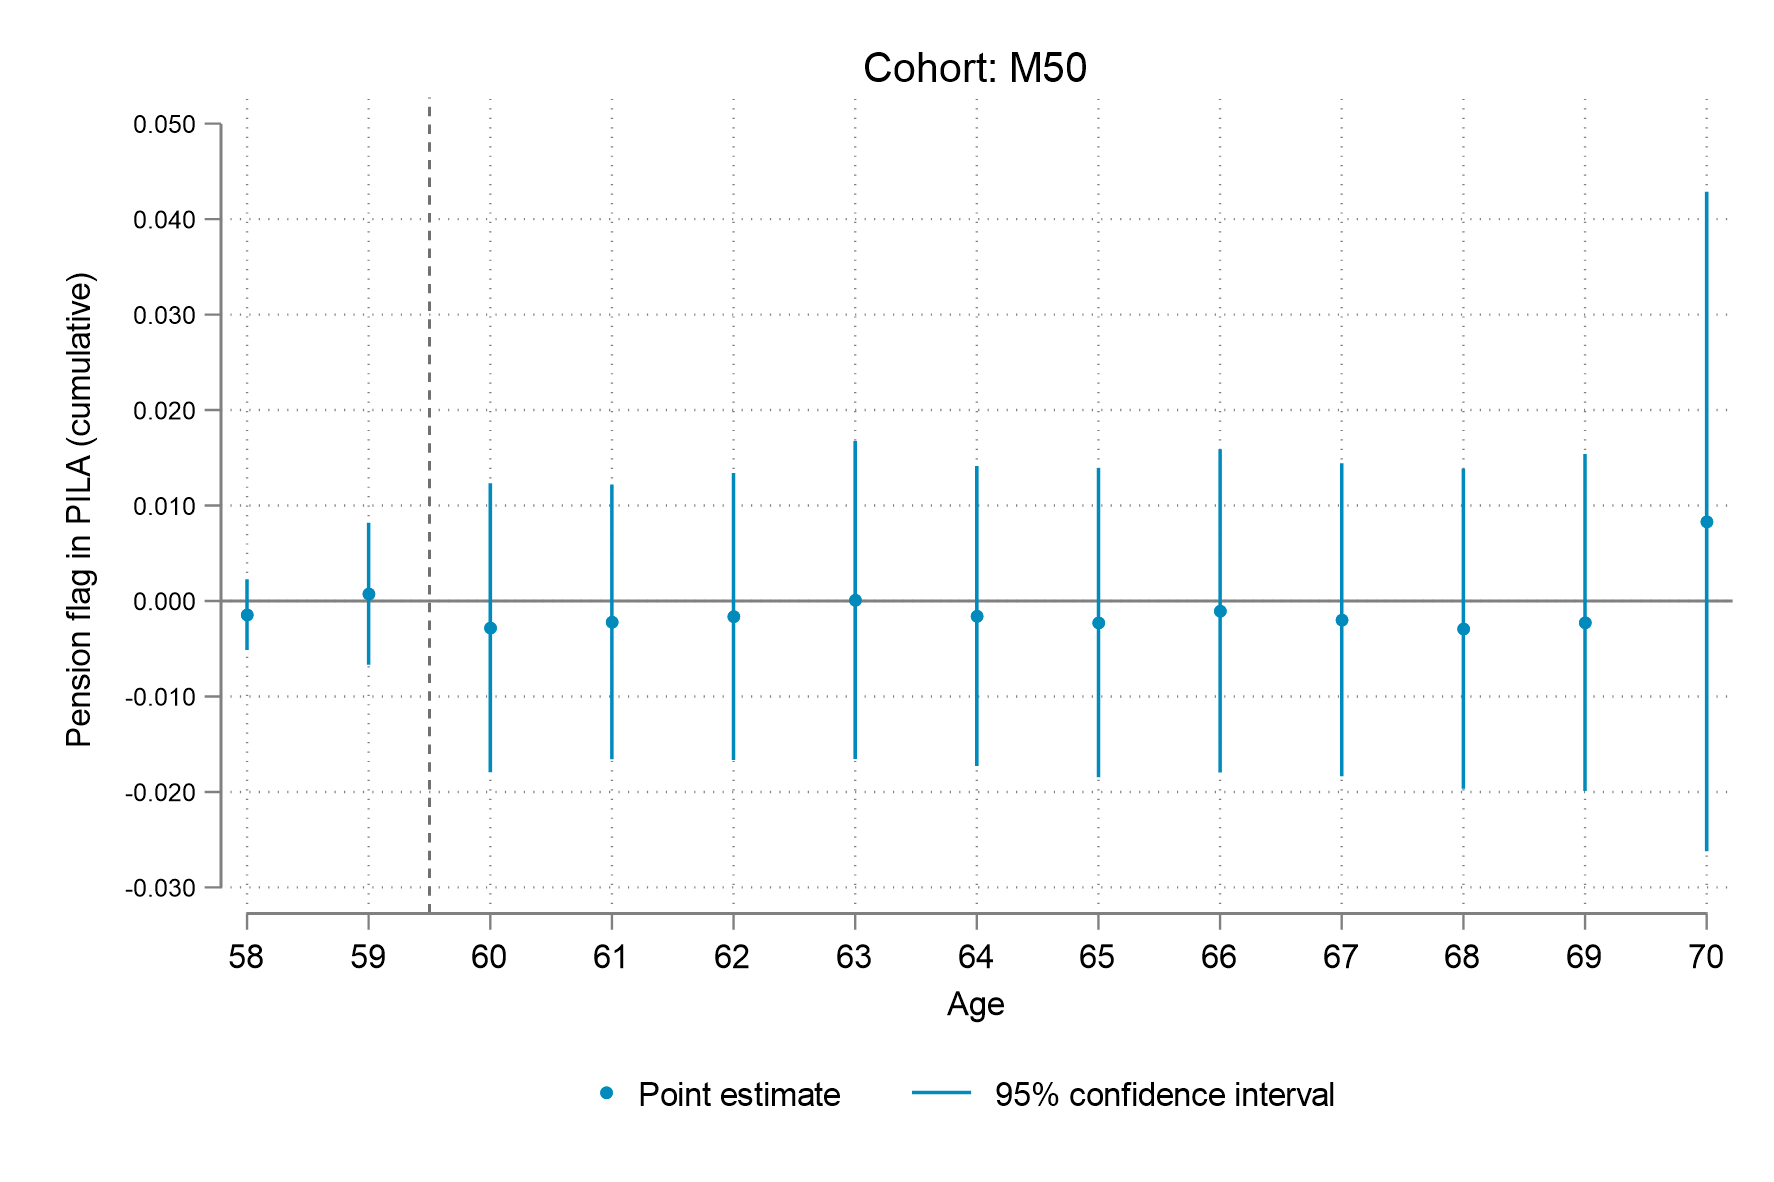 Cohort: M50
Pension flag in PILA (cumulative)
0.050
0.040
0.030
0.020
0.010
0.000
-0.010
-0.020
-0.030
58 59 60 61 62 63 64 65 66 67 68 69 70
Age
Point estimate 95% confidence interval